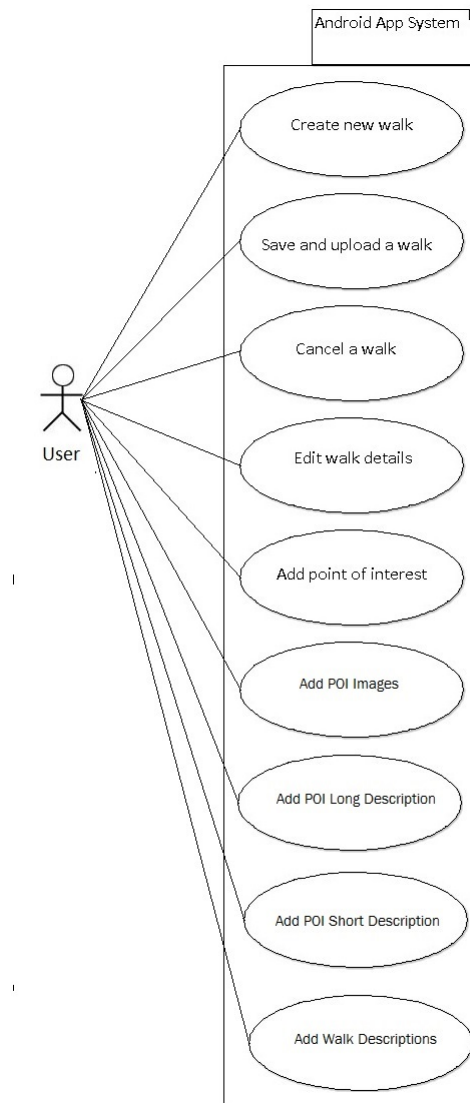 Android App System
Create new walk
Save and upload a walk
Cancel a walk
Edit walk details
User
Add point of interest
Add POI Images
Add POI Long Description
Add POI Short Description
Add Walk Descriptions